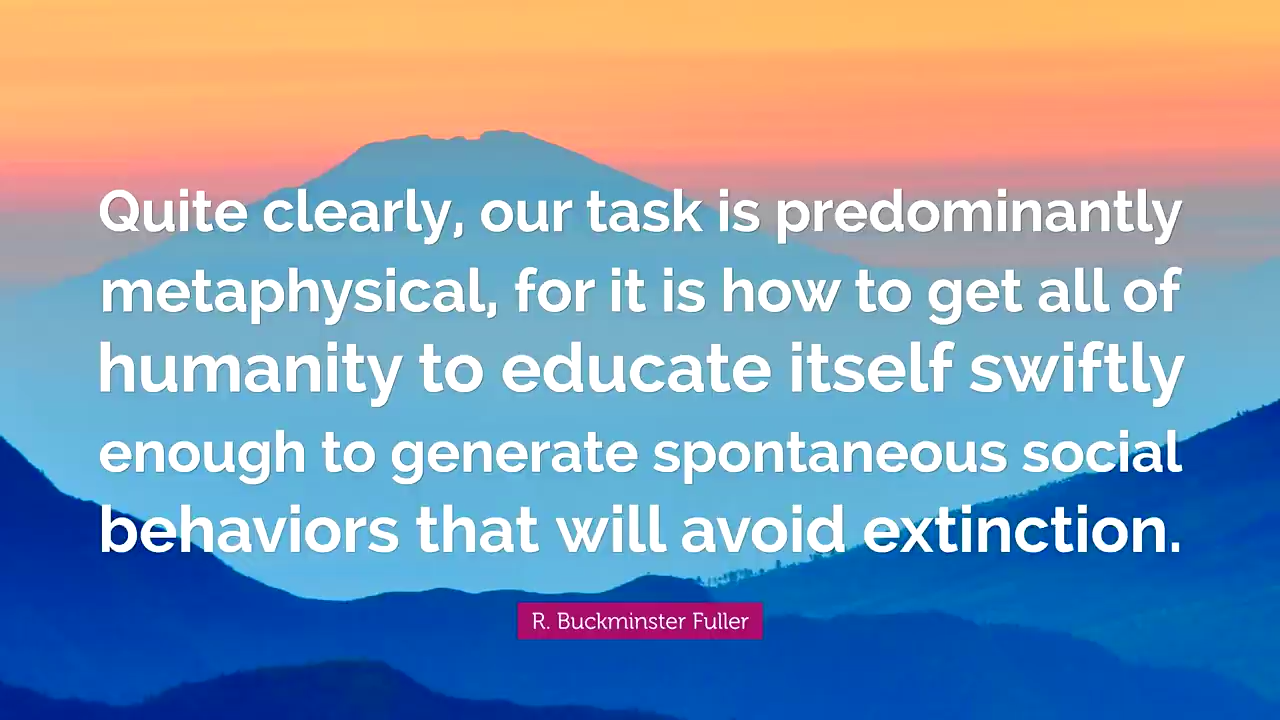 Quite clearly, our task is predominantly
metaphysical, for it is how to get all of
humanity to educate itself swiftly
enough to generate spontaneous social
behaviors that will avoid extinction.
R. Buckminster Fuller